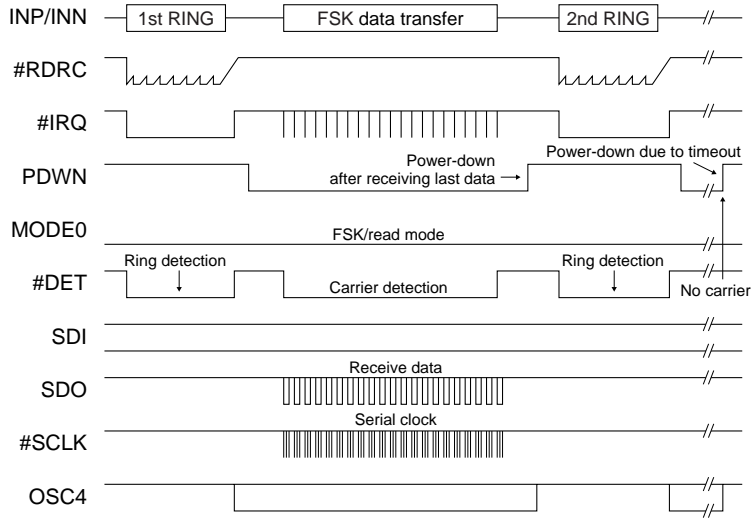 INP/INN
1st RING
FSK data transfer
2nd RING
#RDRC
#IRQ
PDWN
Power-down
after receiving last data
Power-down due to timeout
MODE0
FSK/read mode
#DET
Ring detection
Carrier detection
Ring detection
No carrier
SDI
SDO
Receive data
#SCLK
Serial clock
OSC4